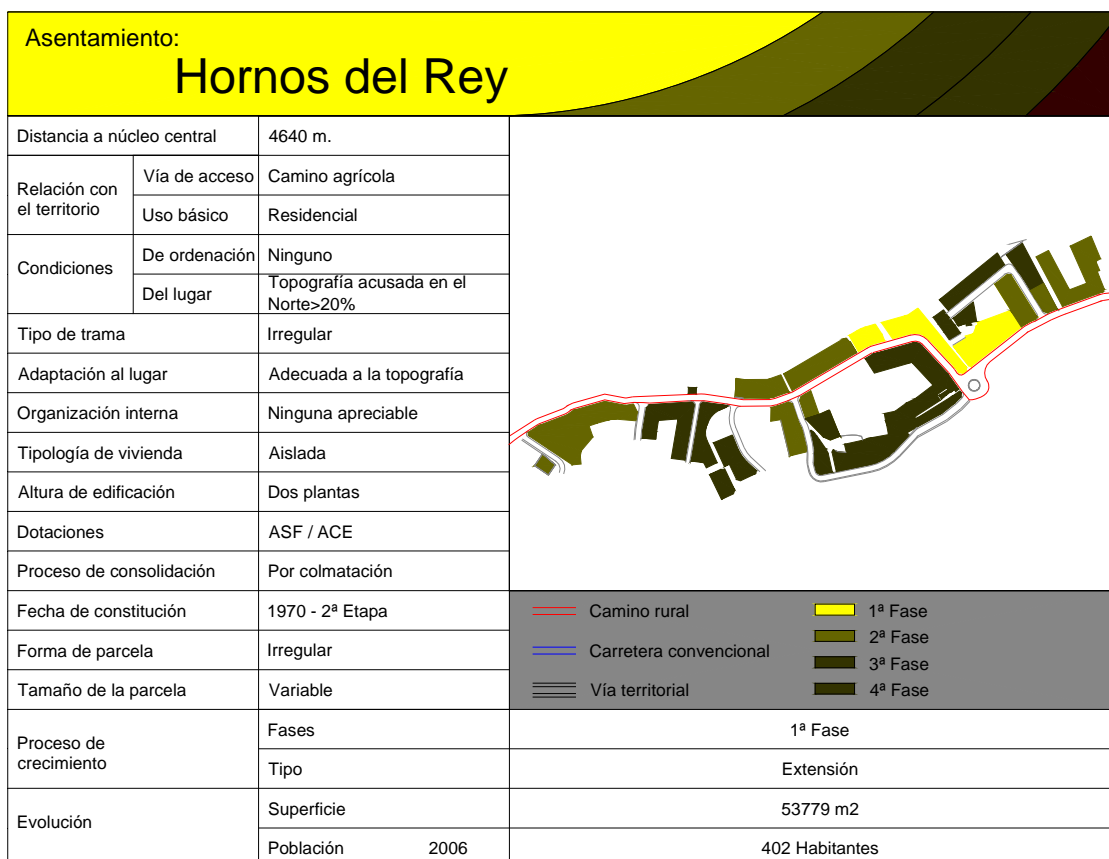 Asentamiento:
Hornos del Rey
Distancia a núcleo central 4640 m.
Relación con el territorio
Vía de acceso Camino agrícola
Uso básico Residencial
Condiciones
De ordenación Ninguno
Del lugar Topografía acusada en el
Norte>20%
Tipo de trama Irregular
Adaptación al lugar Adecuada a la topografía
Organización interna Ninguna apreciable
Tipología de vivienda Aislada
Altura de edificación Dos plantas
Dotaciones ASF / ACE
Proceso de consolidación Por colmatación
Fecha de constitución 1970 - 2ª Etapa
Forma de parcela Irregular
Tamaño de la parcela Variable
Camino rural
Carretera convencional
Vía territorial
1ª Fase
2ª Fase
3ª Fase
4ª Fase
Proceso de
crecimiento
Fases 1ª Fase
Tipo Extensión
Evolución
Superficie 53779 m2
Población 2006 402 Habitantes